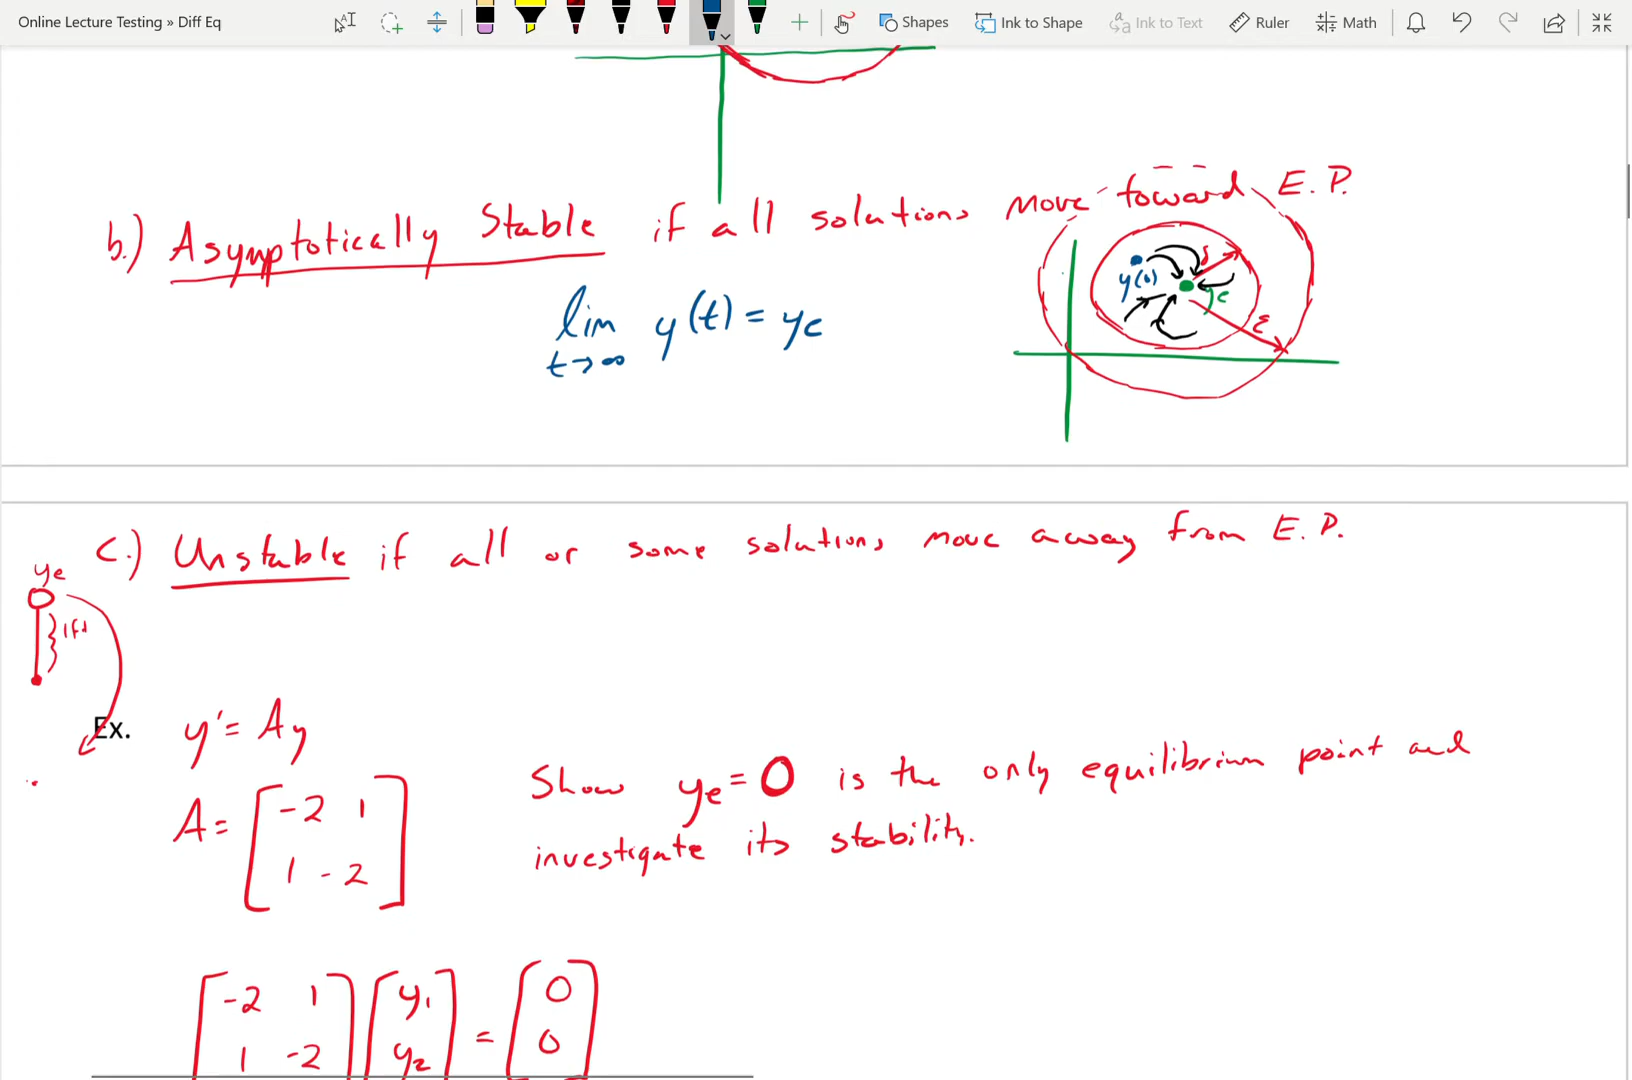 Online Lecture Testing » Diff Eq
Shapes
Ink to Shape
Ink to Text
Ruler
Math
b.) Asymptotically Stable if all solutions move toward E.P.
lim y(t) = ye
t→∞
y(0)
δ
ye
ε
c.) Unstable if all or some solutions move away from E.P.
ye
1ft
Ex. y' = Ay
A = [-2 1
1 -2]
Show ye = 0 is the only equilibrium point and
investigate its stability.
[-2 1 [y1 = [0
1 -2 y2 0